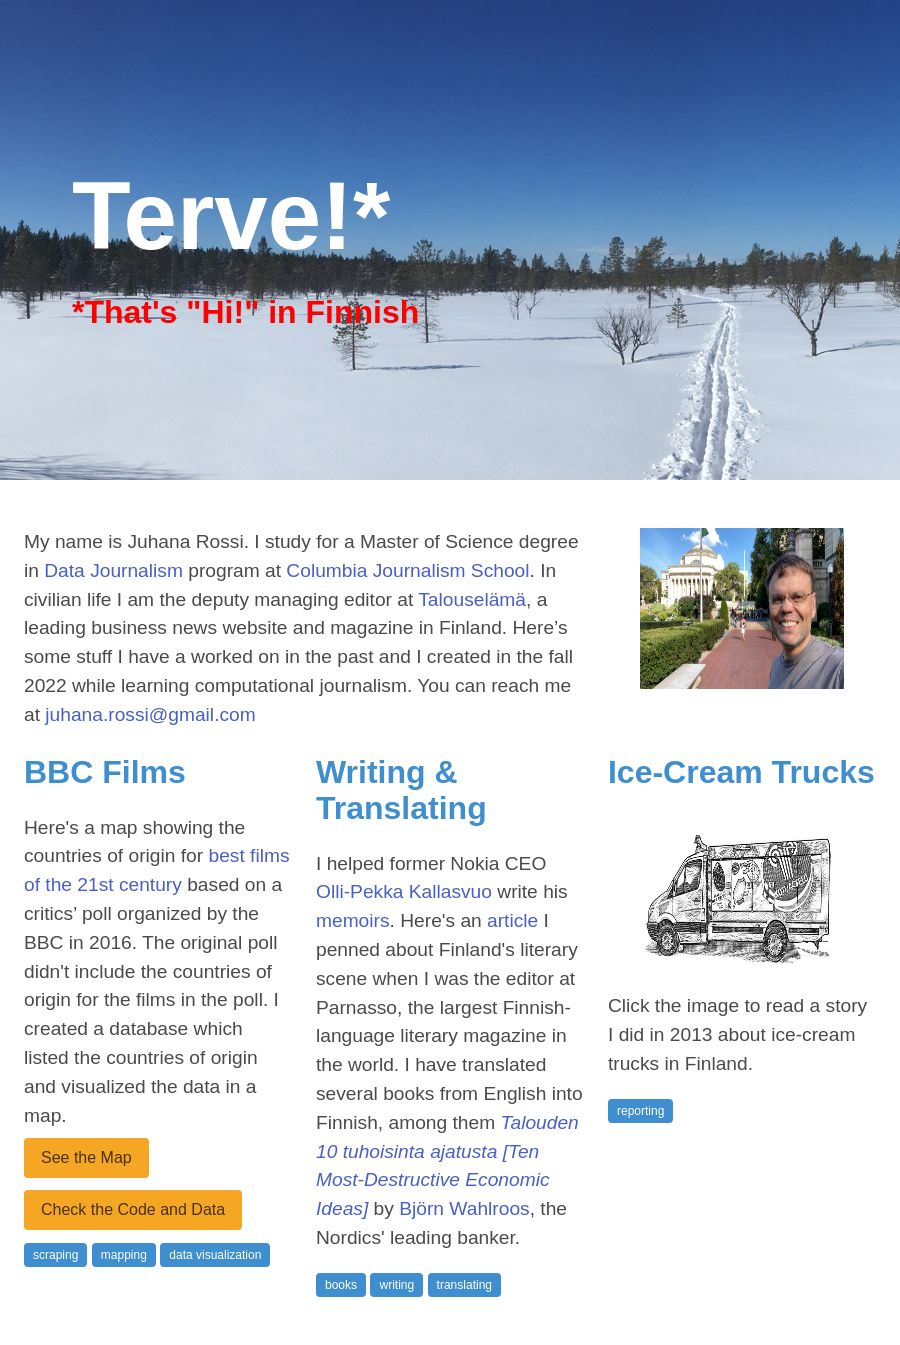 Terve!*
*That's "Hi!" in Finnish
My name is Juhana Rossi. I study for a Master of Science degree
in Data Journalism program at Columbia Journalism School. In
civilian life I am the deputy managing editor at Talouselämä, a
leading business news website and magazine in Finland. Here’s
some stuff I have a worked on in the past and I created in the fall
2022 while learning computational journalism. You can reach me
at juhana.rossi@gmail.com
BBC Films
Here's a map showing the
countries of origin for best films
of the 21st century based on a
critics’ poll organized by the
BBC in 2016. The original poll
didn't include the countries of
origin for the films in the poll. I
created a database which
listed the countries of origin
and visualized the data in a
map.
See the Map
Check the Code and Data
scraping mapping data visualization
Writing &
Translating
I helped former Nokia CEO
Olli-Pekka Kallasvuo write his
memoirs. Here's an article I
penned about Finland's literary
scene when I was the editor at
Parnasso, the largest Finnish-
language literary magazine in
the world. I have translated
several books from English into
Finnish, among them Talouden
10 tuhoisinta ajatusta [Ten
Most-Destructive Economic
Ideas] by Björn Wahlroos, the
Nordics' leading banker.
books writing translating
Ice-Cream Trucks
Click the image to read a story
I did in 2013 about ice-cream
trucks in Finland.
reporting